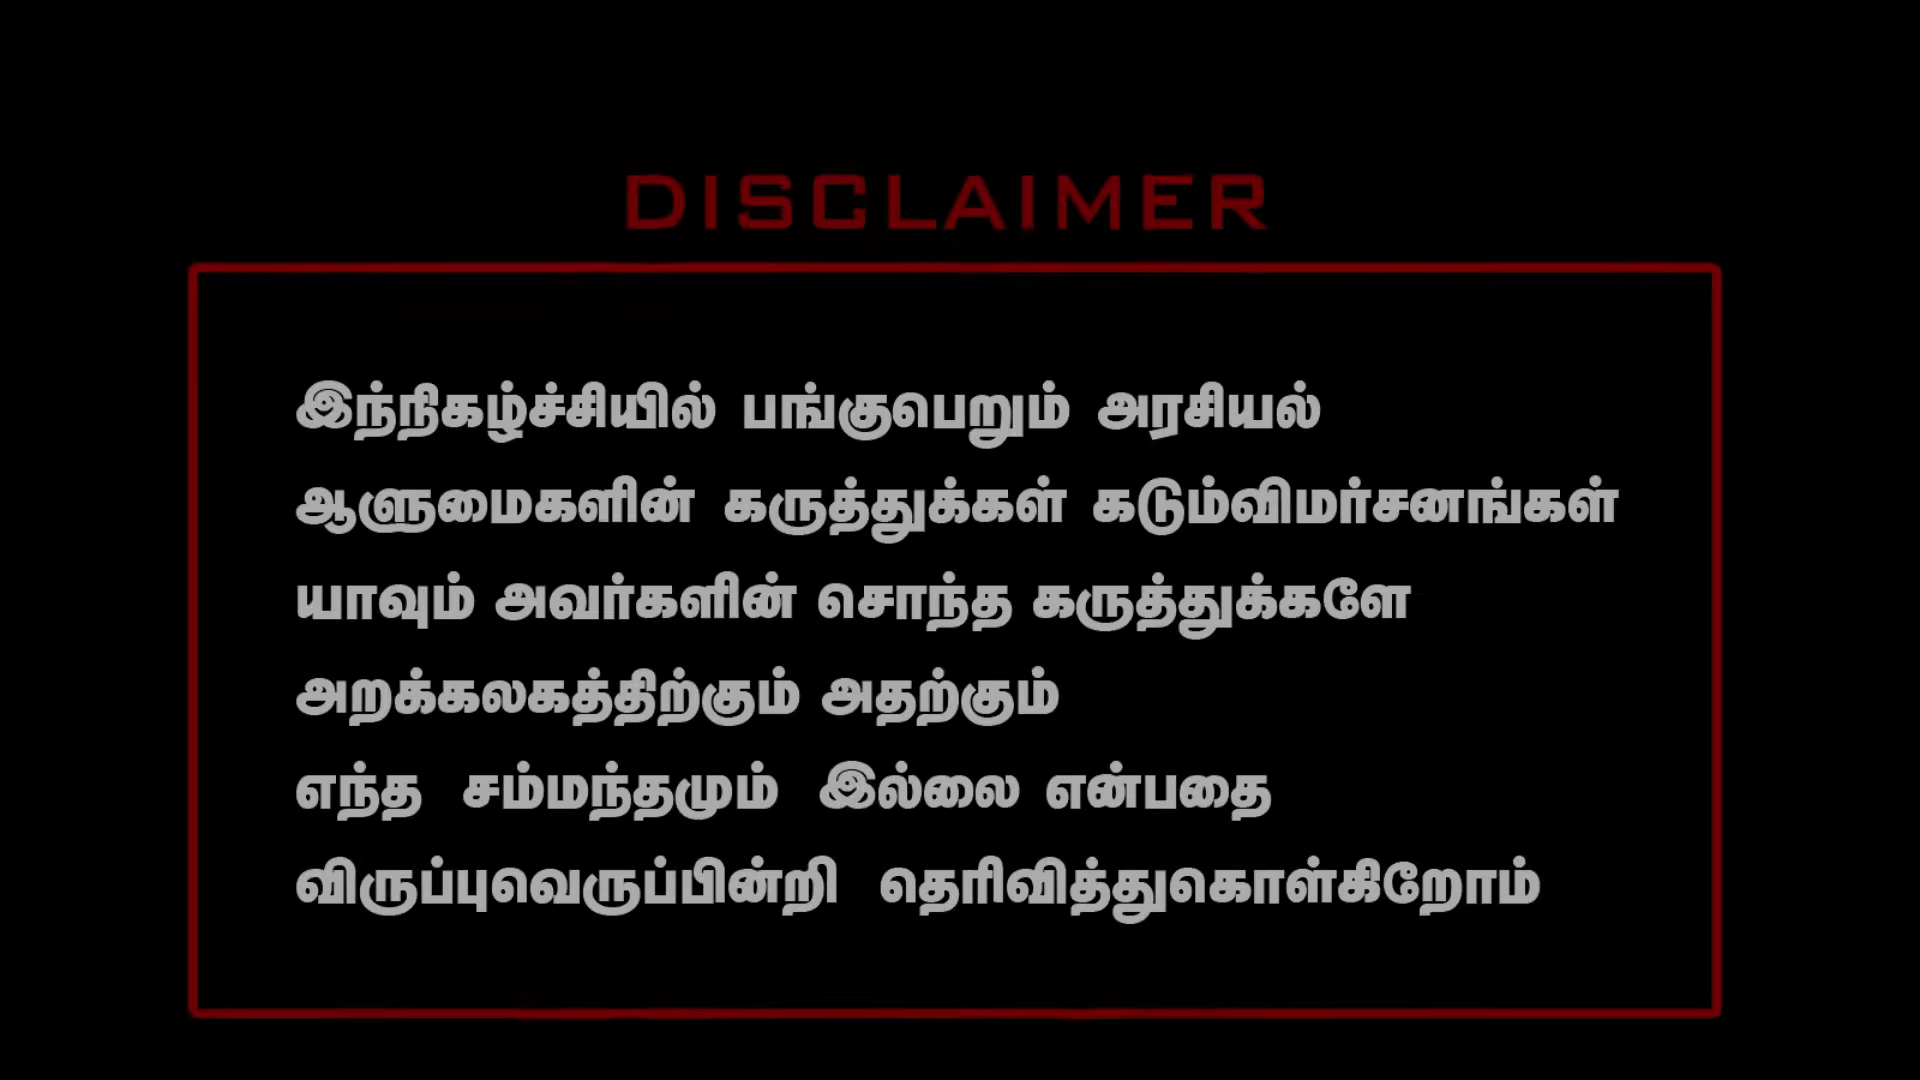 DISCLAIMER
இந்நிகழ்ச்சியில் பங்குபெறும் அரசியல்
ஆளுமைகளின் கருத்துக்கள் கடும்விமர்சனங்கள்
யாவும் அவர்களின் சொந்த கருத்துக்களே
அறக்கலகத்திற்கும் அதற்கும்
எந்த சம்மந்தமும் இல்லை என்பதை
விருப்புவெருப்பின்றி தெரிவித்துகொள்கிறோம்